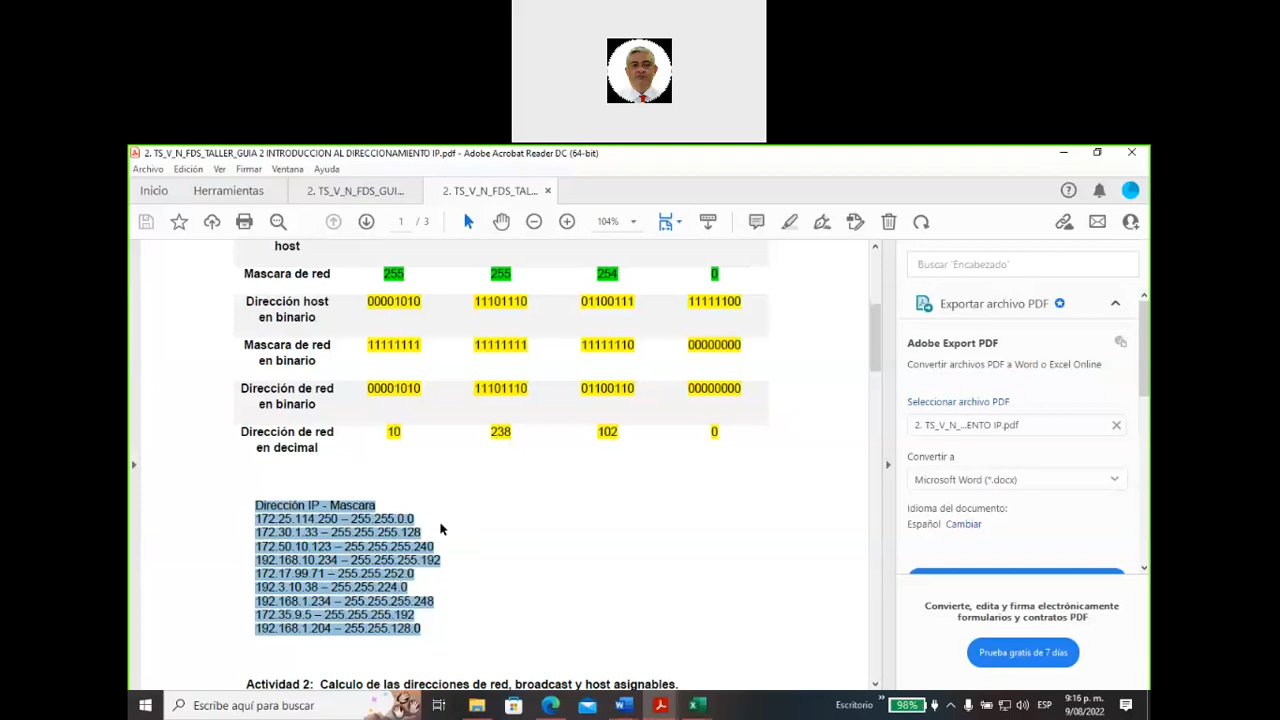 2. TS_V_N_FDS_TALLER_GUIA 2 INTRODUCCION AL DIRECCIONAMIENTO IP.pdf - Adobe Acrobat Reader DC (64-bit)
Archivo Edición Ver Firmar Ventana Ayuda
Inicio Herramientas 2. TS_V_N_FDS_GUI... 2. TS_V_N_FDS_TAL...
1 / 3 104%
host
Mascara de red 255 255 254 0
Dirección host 00001010 11101110 01100111 11111100
en binario
Mascara de red 11111111 11111111 11111110 00000000
en binario
Dirección de red 00001010 11101110 01100110 00000000
en binario
Dirección de red 10 238 102 0
en decimal
Dirección IP - Mascara
172.25.114.250 – 255.255.0.0
172.30.1.33 – 255.255.255.128
172.50.10.123 – 255.255.255.240
192.168.10.234 – 255.255.255.192
172.17.99.71 – 255.255.252.0
192.3.10.38 – 255.255.224.0
192.168.1.234 – 255.255.255.248
172.35.9.5 – 255.255.255.192
192.168.1.204 – 255.255.128.0
Actividad 2: Calculo de las direcciones de red, broadcast y host asignables.
Buscar 'Encabezado'
Exportar archivo PDF
Adobe Export PDF
Convertir archivos PDF a Word o Excel Online
Seleccionar archivo PDF
2. TS_V_N_...ENTO IP.pdf
Convertir a
Microsoft Word (*.docx)
Idioma del documento:
Español Cambiar
Convierte, edita y firma electrónicamente
formularios y contratos PDF
Prueba gratis de 7 días
Escribe aquí para buscar
Escritorio 98% ESP
9:16 p. m.
9/08/2022